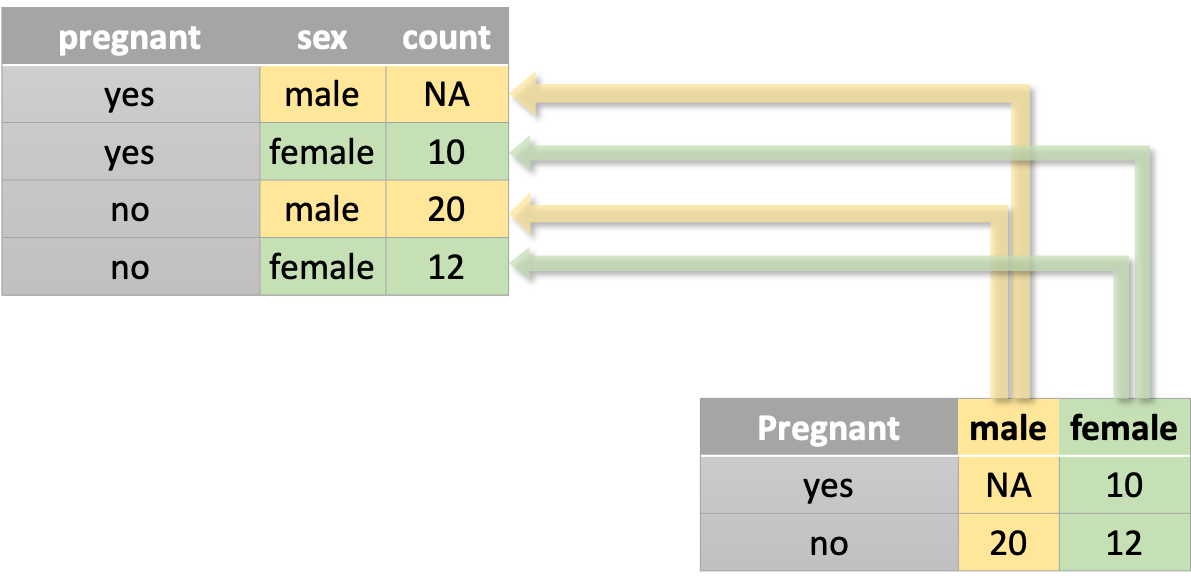 pregnant sex count
yes male NA
yes female 10
no male 20
no female 12
Pregnant male female
yes NA 10
no 20 12